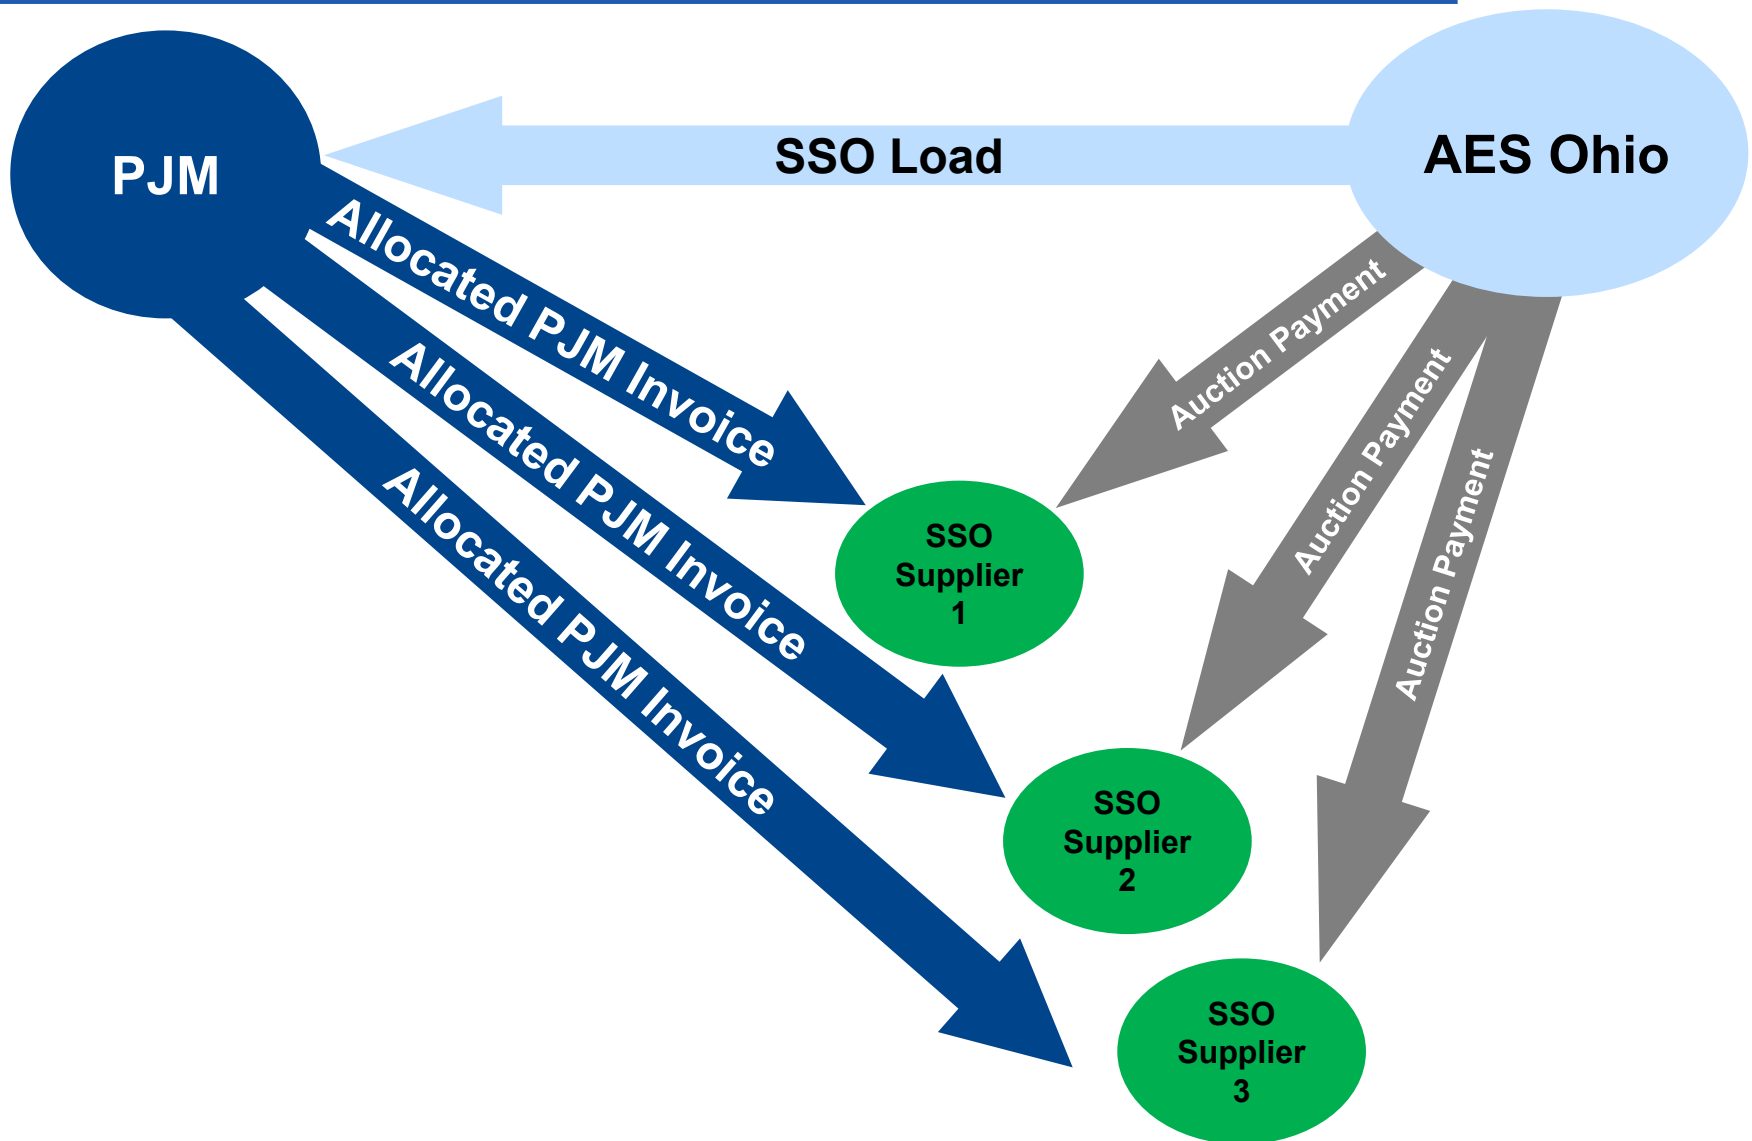 PJM
SSO Load
AES Ohio
Allocated PJM Invoice
Allocated PJM Invoice
Allocated PJM Invoice
Auction Payment
Auction Payment
Auction Payment
SSO
Supplier
1
SSO
Supplier
2
SSO
Supplier
3